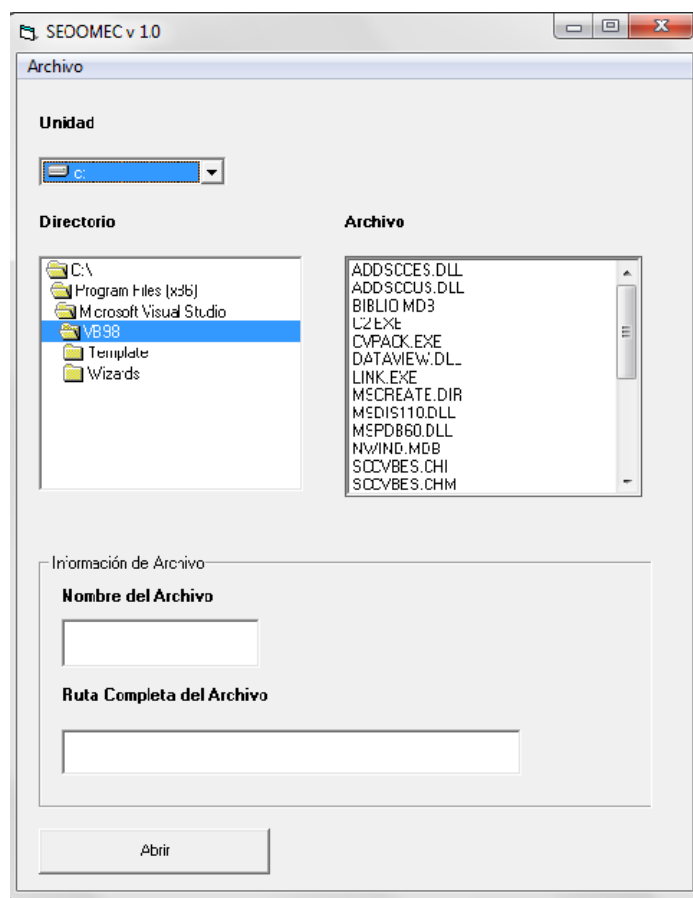 SEDOMEC v 1.0
Archivo
Unidad
c:
Directorio
Archivo
C:\
Program Files (x86)
Microsoft Visual Studio
VB98
Template
Wizards
ADDSCCES.DLL
ADDSCCUS.DLL
BIBLIO.MDB
C2.EXE
CVPACK.EXE
DATAVIEW.DLL
LINK.EXE
MSCREATE.DIR
MSDIS110.DLL
MSPDB60.DLL
NWIND.MDB
SCCVBES.CHI
SCCVBES.CHM
Información de Archivo
Nombre del Archivo
Ruta Completa del Archivo
Abrir